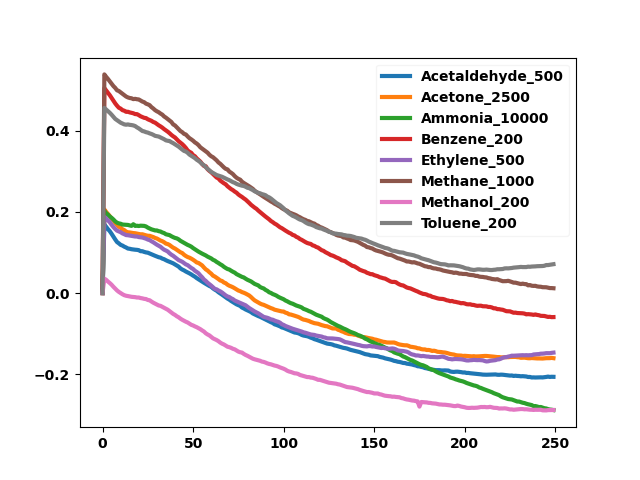 Acetaldehyde_500
Acetone_2500
Ammonia_10000
Benzene_200
Ethylene_500
Methane_1000
Methanol_200
Toluene_200
0.4
0.2
0.0
−0.2
0 50 100 150 200 250